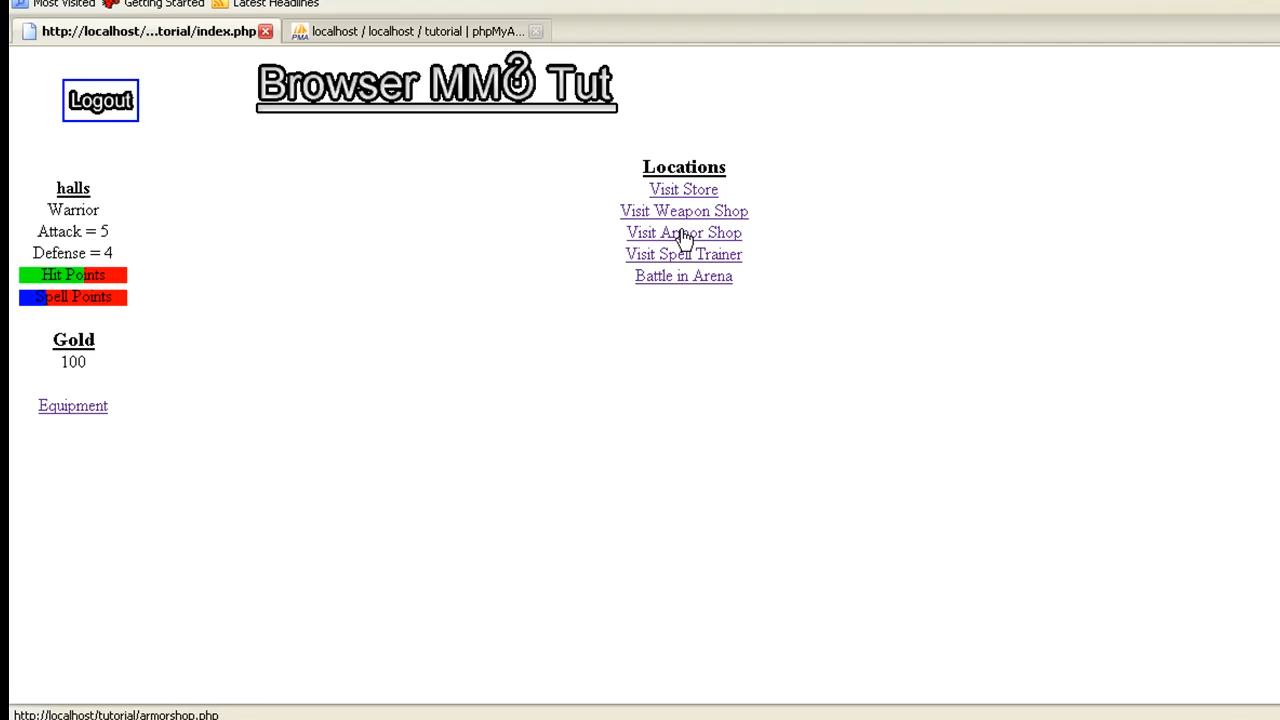 Most Visited Getting Started Latest Headlines
http://localhost/...torial/index.php localhost / localhost / tutorial | phpMyA...
Browser MMO Tut
Logout
halls
Warrior
Attack = 5
Defense = 4
Hit Points
Spell Points
Gold
100
Equipment
Locations
Visit Store
Visit Weapon Shop
Visit Armor Shop
Visit Spell Trainer
Battle in Arena
http://localhost/tutorial/armorshop.php